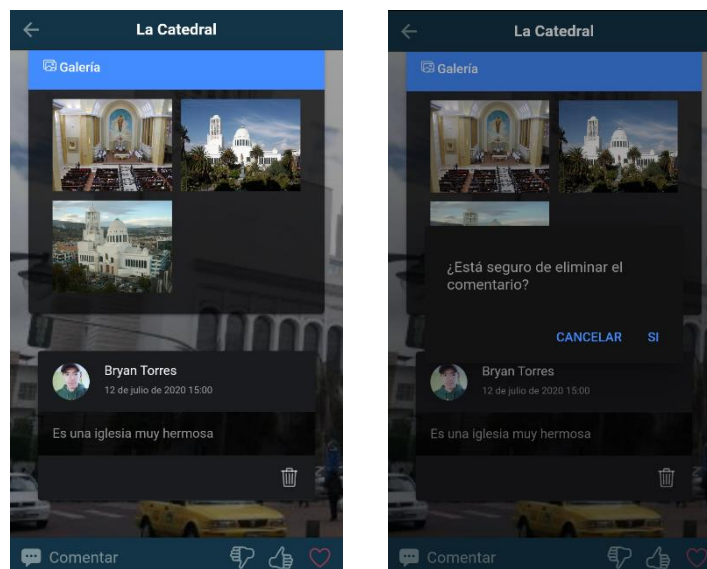 La Catedral
Galería
Bryan Torres
12 de julio de 2020 15:00
Es una iglesia muy hermosa
Comentar
La Catedral
Galería
¿Está seguro de eliminar el
comentario?
CANCELAR SI
Bryan Torres
12 de julio de 2020 15:00
Es una iglesia muy hermosa
Comentar